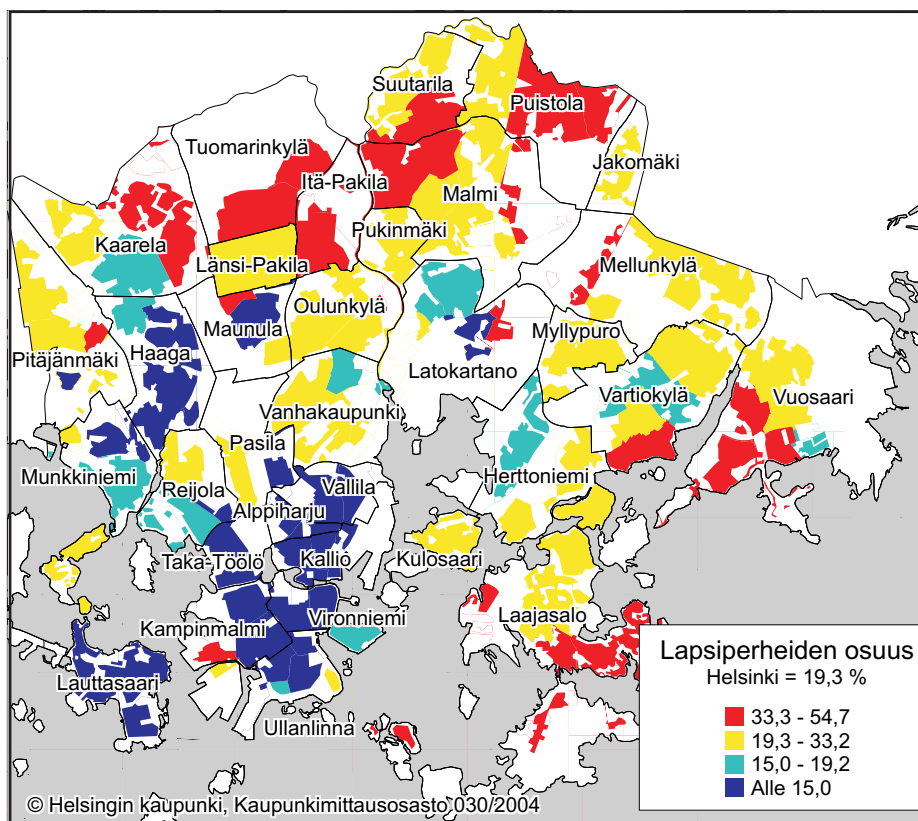 Suutarila
Puistola
Tuomarinkylä
Itä-Pakila
Jakomäki
Malmi
Pukinmäki
Kaarela
Länsi-Pakila
Mellunkylä
Oulunkylä
Maunula
Myllypuro
Haaga
Pitäjänmäki
Latokartano
Vartiokylä
Vuosaari
Vanhakaupunki
Pasila
Munkkiniemi
Reijola
Vallila
Herttoniemi
Alppiharju
Taka-Töölö
Kallio
Kulosaari
Vironniemi
Laajasalo
Kampinmalmi
Lauttasaari
Ullanlinna
Lapsiperheiden osuus
Helsinki = 19,3 %
33,3 - 54,7
19,3 - 33,2
15,0 - 19,2
Alle 15,0
© Helsingin kaupunki, Kaupunkimittausosasto 030/2004